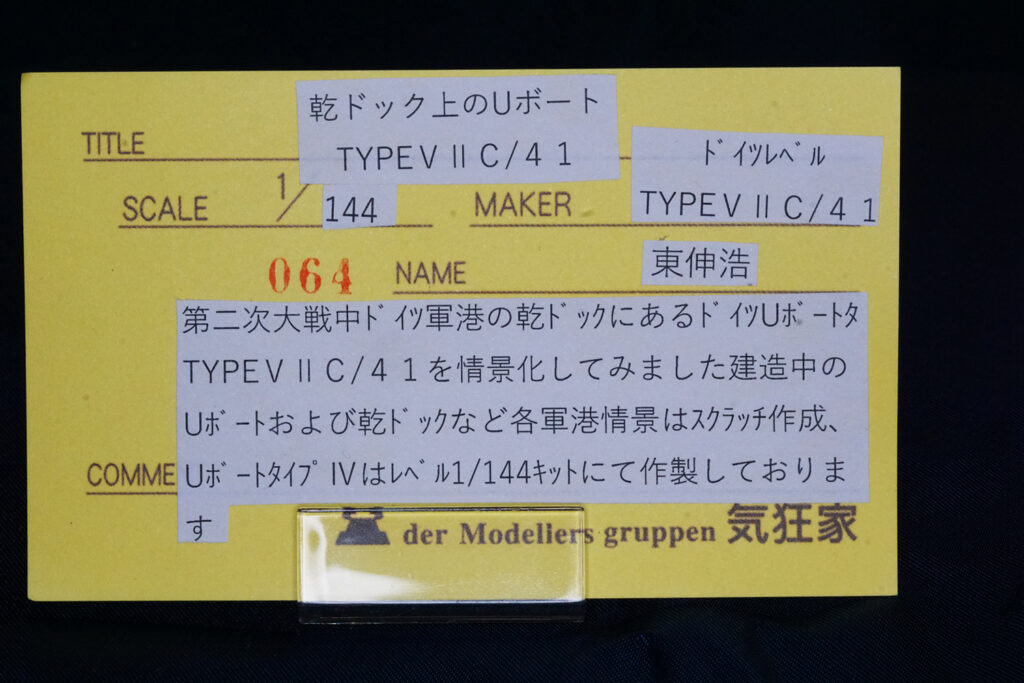 TITLE 乾ドック上のUボート
TYPEVⅡC/41
SCALE 1/144 MAKER ﾄﾞｲﾂﾚﾍﾞﾙ
TYPEVⅡC/41
064 NAME 東伸浩
第二次大戦中ﾄﾞｲﾂ軍港の乾ﾄﾞｯｸにあるﾄﾞｲﾂUﾎﾞｰﾄタ
TYPEVⅡC/41を情景化してみました建造中の
Uﾎﾞｰﾄおよび乾ﾄﾞｯｸなど各軍港情景はｽｸﾗｯﾁ作成、
COMME UﾎﾞｰﾄﾀｲﾌﾟⅣはﾚﾍﾞﾙ1/144ｷｯﾄにて作製しておりま
す
der Modeliers gruppen 気狂家